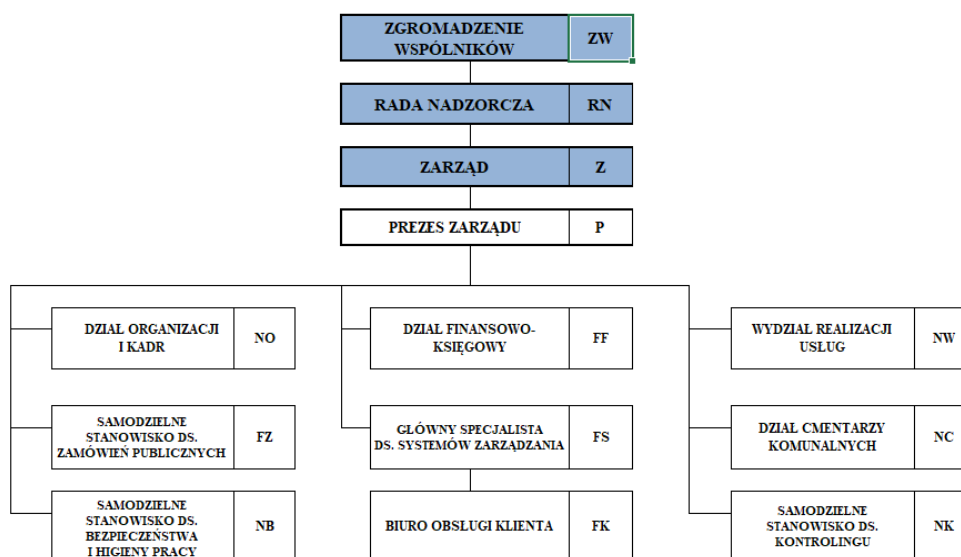 ZGROMADZENIE
WSPÓLNIKÓW
ZW
RADA NADZORCZA
RN
ZARZĄD
Z
PREZES ZARZĄDU
P
DZIAŁ ORGANIZACJI
I KADR
NO
DZIAŁ FINANSOWO-
KSIĘGOWY
FF
WYDZIAŁ REALIZACJI
USŁUG
NW
SAMODZIELNE
STANOWISKO DS.
ZAMÓWIEŃ PUBLICZNYCH
FZ
GŁÓWNY SPECJALISTA
DS. SYSTEMÓW ZARZĄDZANIA
FS
DZIAŁ CMENTARZY
KOMUNALNYCH
NC
SAMODZIELNE
STANOWISKO DS.
BEZPIECZEŃSTWA
I HIGIENY PRACY
NB
BIURO OBSŁUGI KLIENTA
FK
SAMODZIELNE
STANOWISKO DS.
KONTROLINGU
NK